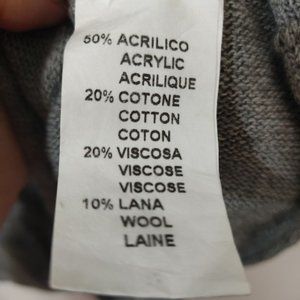 50% ACRILICO
ACRYLIC
ACRILIQUE
20% COTONE
COTTON
COTON
20% VISCOSA
VISCOSE
VISCOSE
10% LANA
WOOL
LAINE